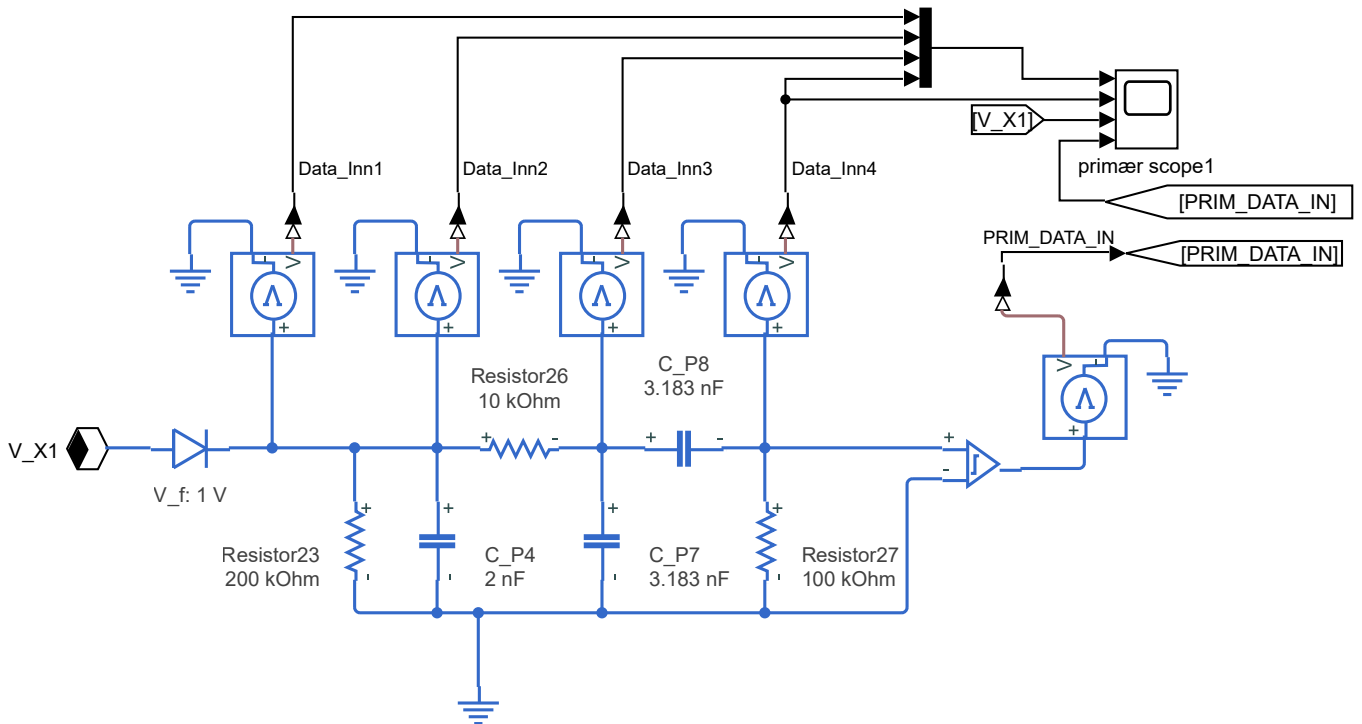 Data_Inn1
Data_Inn2
Data_Inn3
Data_Inn4
[V_X1]
primær scope1
[PRIM_DATA_IN]
PRIM_DATA_IN
[PRIM_DATA_IN]
- V
- V
- V
- V
V
V
V
V
+
+
+
+
V -
V
+
Resistor26
10 kOhm
C_P8
3.183 nF
V_X1
V_f: 1 V
+ -
+ -
+
-
+
+
+
+
Resistor23
200 kOhm
C_P4
2 nF
C_P7
3.183 nF
Resistor27
100 kOhm
-
-
-
-